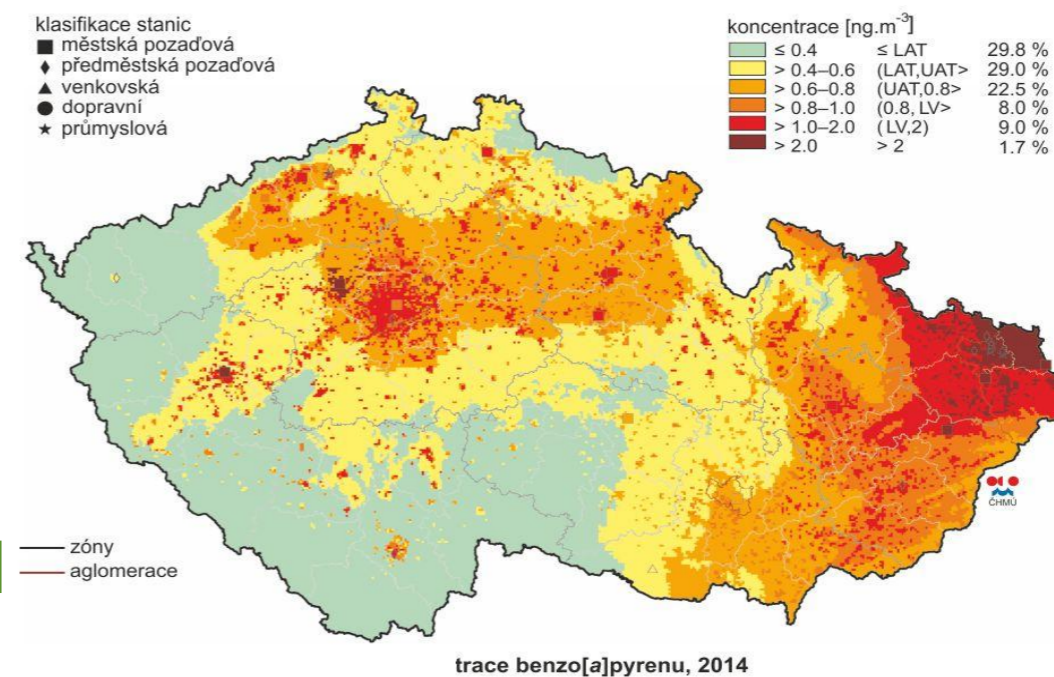 klasifikace stanic
městská pozaďová
předměstská pozaďová
venkovská
dopravní
průmyslová
koncentrace [ng.m⁻³]
≤ 0.4 ≤ LAT 29.8 %
> 0.4–0.6 (LAT,UAT> 29.0 %
> 0.6–0.8 (UAT,0.8> 22.5 %
> 0.8–1.0 (0.8, LV> 8.0 %
> 1.0–2.0 (LV,2) 9.0 %
> 2.0 > 2 1.7 %
ČHMÚ
zóny
aglomerace
trace benzo[a]pyrenu, 2014